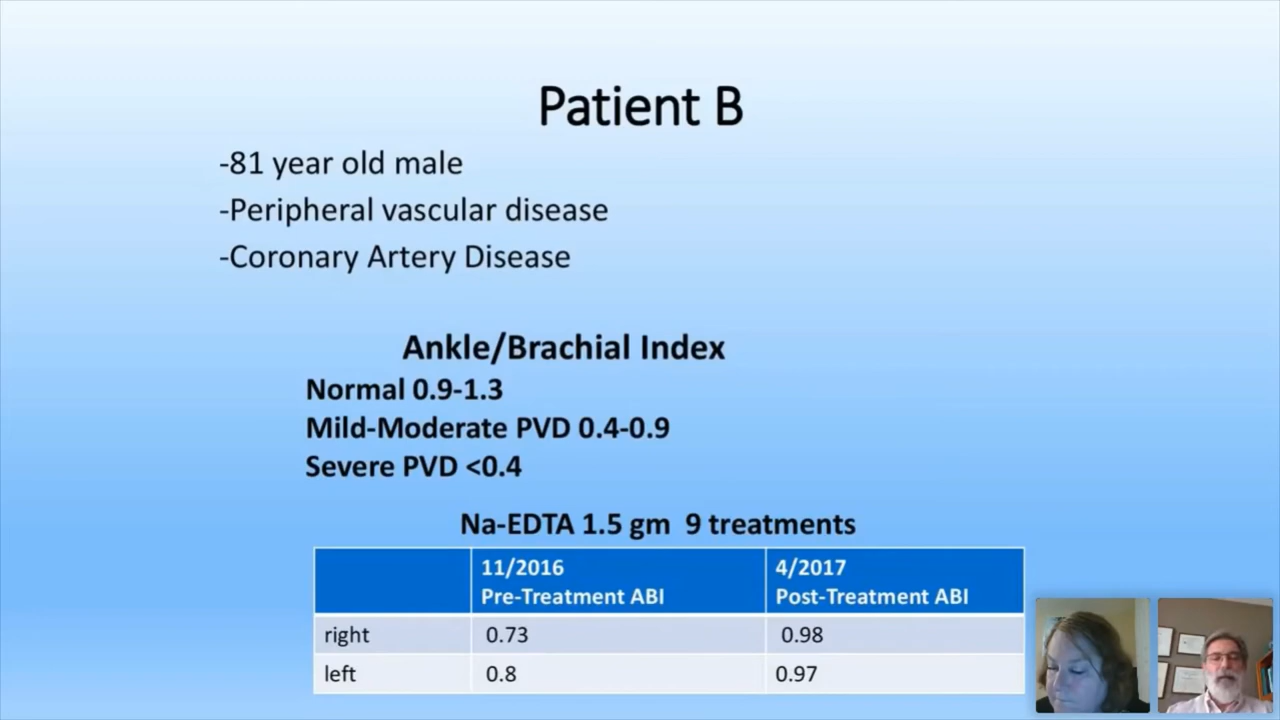 Patient B
-81 year old male
-Peripheral vascular disease
-Coronary Artery Disease
Ankle/Brachial Index
Normal 0.9-1.3
Mild-Moderate PVD 0.4-0.9
Severe PVD <0.4
Na-EDTA 1.5 gm 9 treatments
11/2016 4/2017
Pre-Treatment ABI Post-Treatment ABI
right 0.73 0.98
left 0.8 0.97